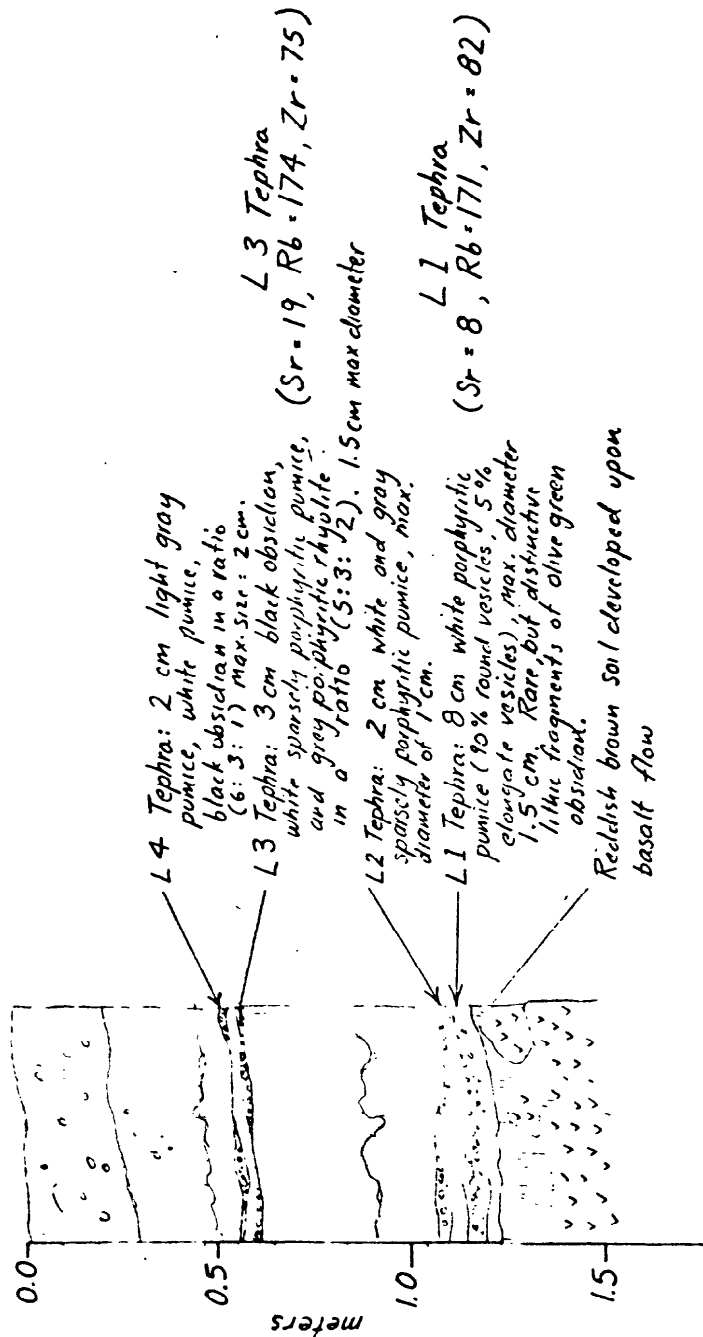 0.0
0.5
1.0
1.5
meters
L4 Tephra: 2 cm light gray
pumice, white pumice,
black obsidian in a ratio
(6:3:1) max. size: 2 cm.
L3 Tephra: 3 cm black obsidian,
white sparsely porphyritic pumice,
and gray porphyritic rhyolite
in a ratio (5:3:2). 1.5 cm max diameter
L 3 Tephra
(Sr = 19, Rb = 174, Zr = 75)
L2 Tephra: 2 cm white and gray
sparsely porphyritic pumice, max.
diameter of 1 cm.
L1 Tephra: 8 cm white porphyritic
pumice (90% round vesicles, 5%
elongate vesicles), max. diameter
1.5 cm. Rare, but distinctive
lithic fragments of olive green
obsidian.
L 1 Tephra
(Sr = 8, Rb = 171, Zr = 82)
Reddish brown soil developed upon
basalt flow